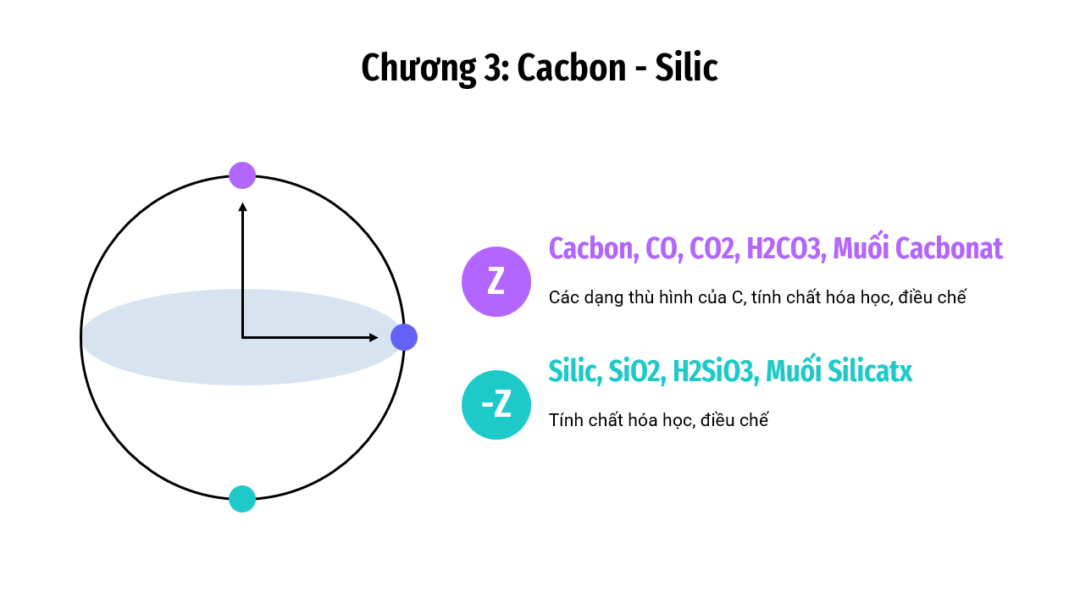 Chương 3: Cacbon - Silic
Z
Cacbon, CO, CO2, H2CO3, Muối Cacbonat
Các dạng thù hình của C, tính chất hóa học, điều chế
-Z
Silic, SiO2, H2SiO3, Muối Silicatx
Tính chất hóa học, điều chế